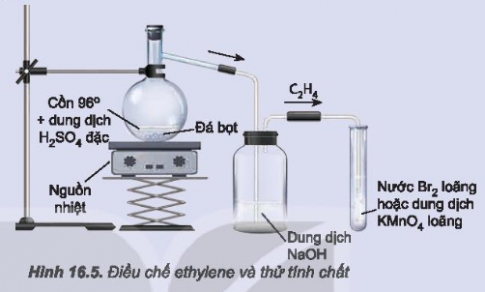 C₂H₄
Cồn 96⁰
+ dung dịch
H₂SO₄ đặc
Đá bọt
Nguồn
nhiệt
Nước Br₂ loãng
hoặc dung dịch
KMnO₄ loãng
Dung dịch
NaOH
Hình 16.5. Điều chế ethylene và thử tính chất